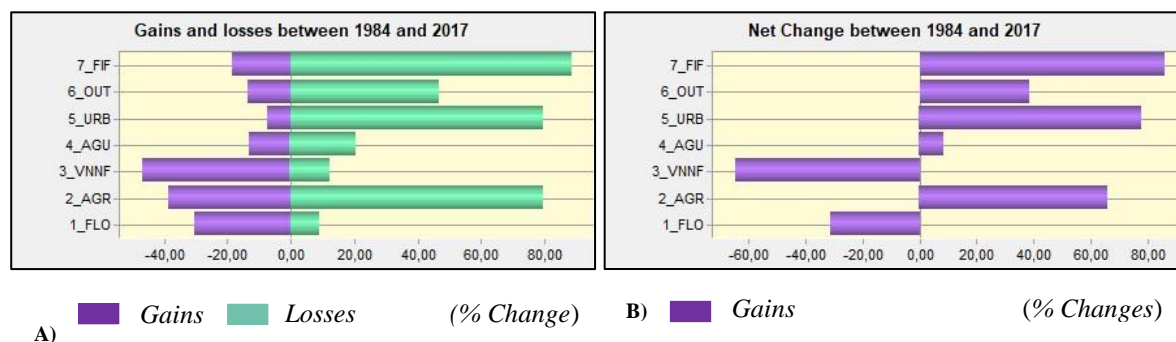 Gains and losses between 1984 and 2017
7_FIF
6_OUT
5_URB
4_AGU
3_VNNF
2_AGR
1_FLO
-40,00 -20,00 0,00 20,00 40,00 60,00 80,00
Gains Losses (% Change)
A)
Net Change between 1984 and 2017
7_FIF
6_OUT
5_URB
4_AGU
3_VNNF
2_AGR
1_FLO
-60,00 -40,00 -20,00 0,00 20,00 40,00 60,00 80,00
B) Gains (% Changes)